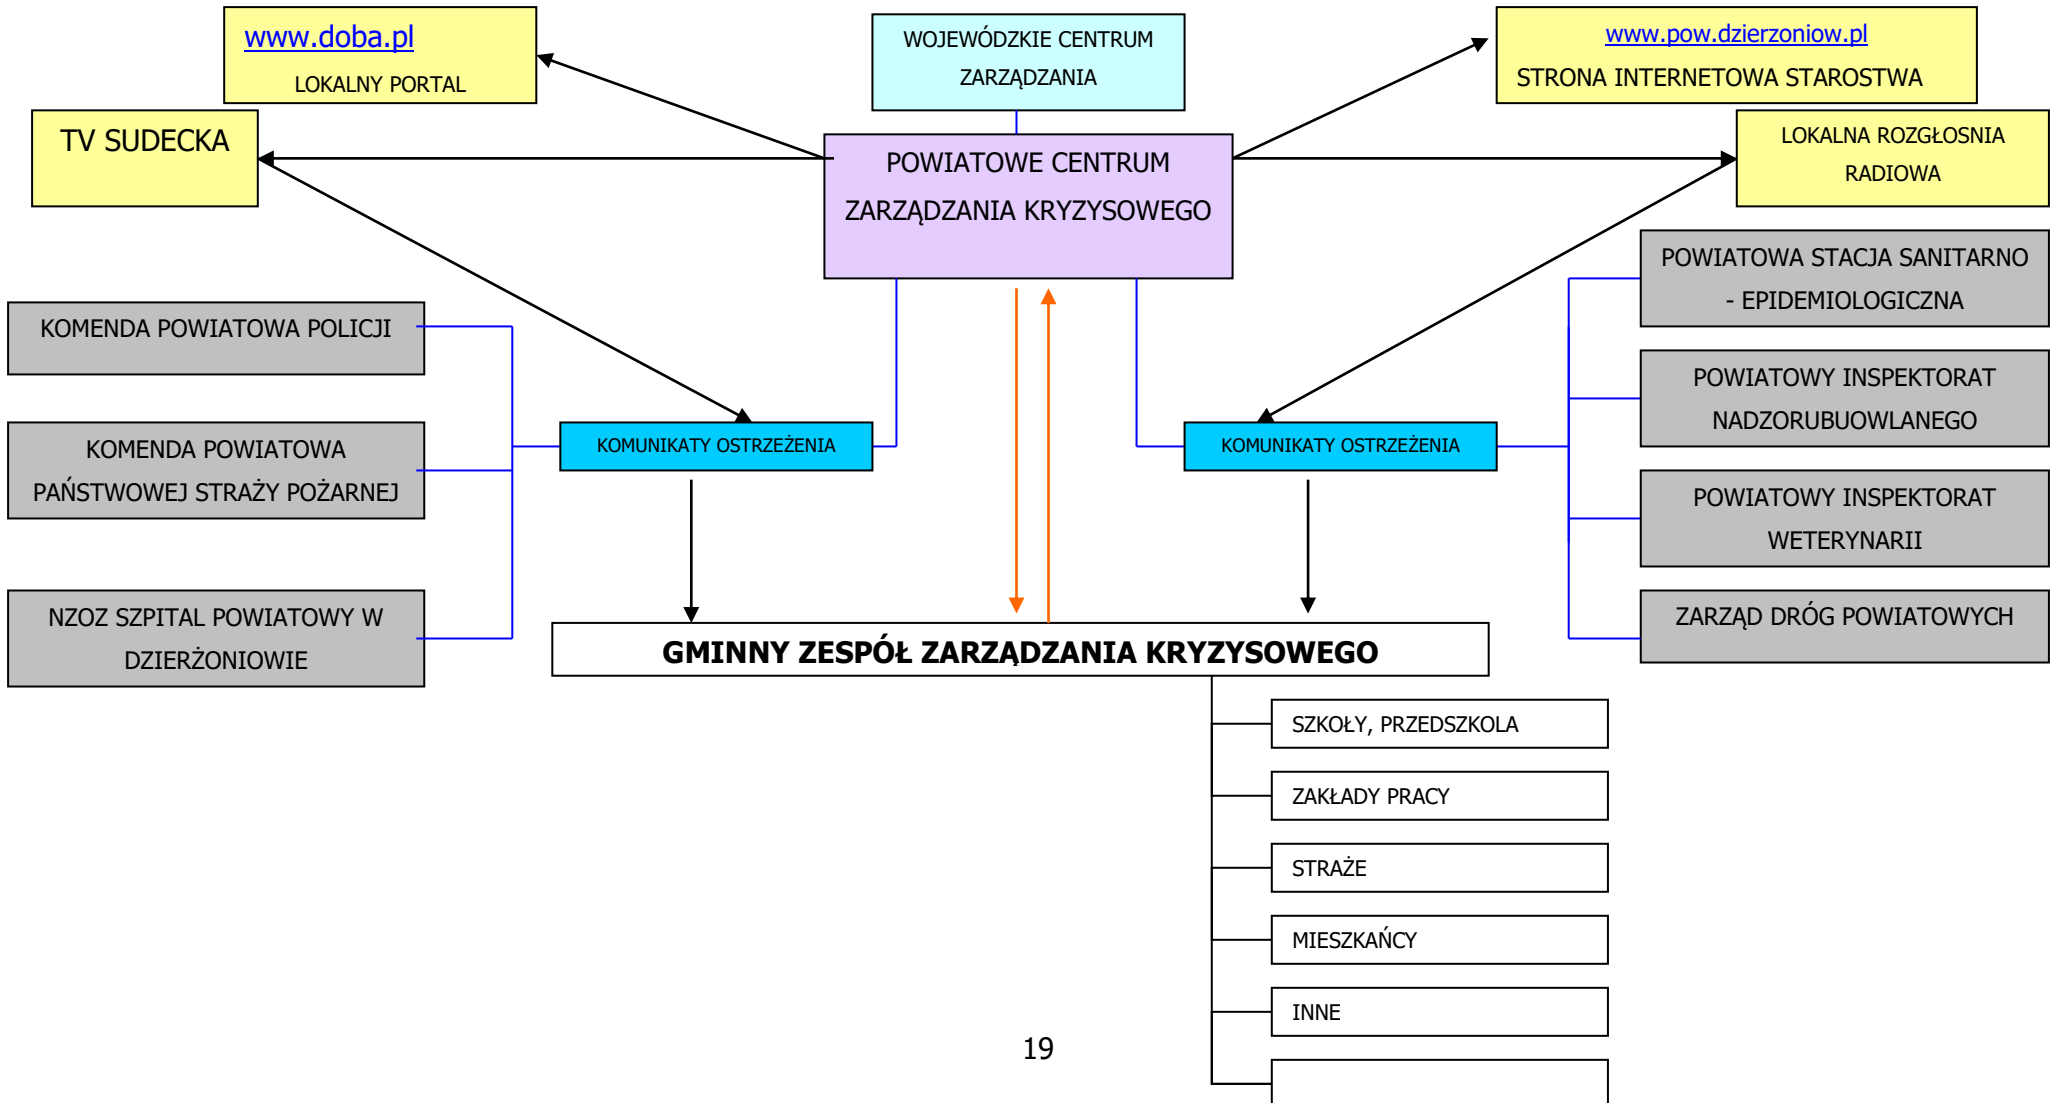 www.doba.pl
LOKALNY PORTAL
WOJEWÓDZKIE CENTRUM
ZARZĄDZANIA
www.pow.dzierzoniow.pl
STRONA INTERNETOWA STAROSTWA
TV SUDECKA
POWIATOWE CENTRUM
ZARZĄDZANIA KRYZYSOWEGO
LOKALNA ROZGŁOSNIA
RADIOWA
KOMENDA POWIATOWA POLICJI
KOMENDA POWIATOWA
PAŃSTWOWEJ STRAŻY POŻARNEJ
NZOZ SZPITAL POWIATOWY W
DZIERŻONIOWIE
KOMUNIKATY OSTRZEŻENIA
KOMUNIKATY OSTRZEŻENIA
POWIATOWA STACJA SANITARNO
- EPIDEMIOLOGICZNA
POWIATOWY INSPEKTORAT
NADZORUBUOWLANEGO
POWIATOWY INSPEKTORAT
WETERYNARII
ZARZĄD DRÓG POWIATOWYCH
GMINNY ZESPÓŁ ZARZĄDZANIA KRYZYSOWEGO
SZKOŁY, PRZEDSZKOLA
ZAKŁADY PRACY
STRAŻE
MIESZKAŃCY
INNE
19